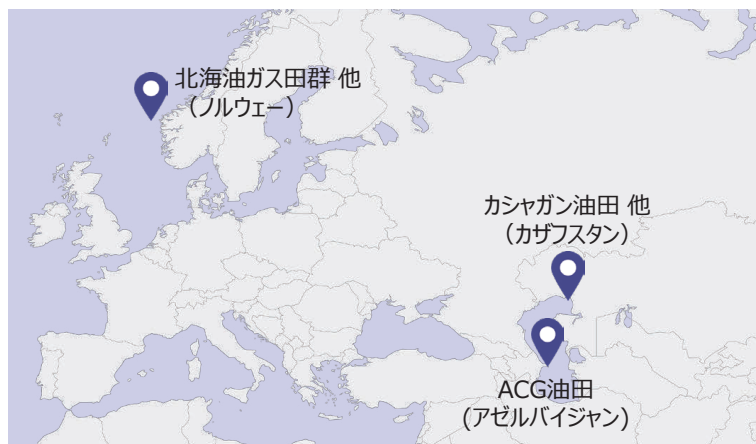 北海油ガス田群 他
（ノルウェー）
カシャガン油田 他
（カザフスタン）
ACG油田
(アゼルバイジャン)